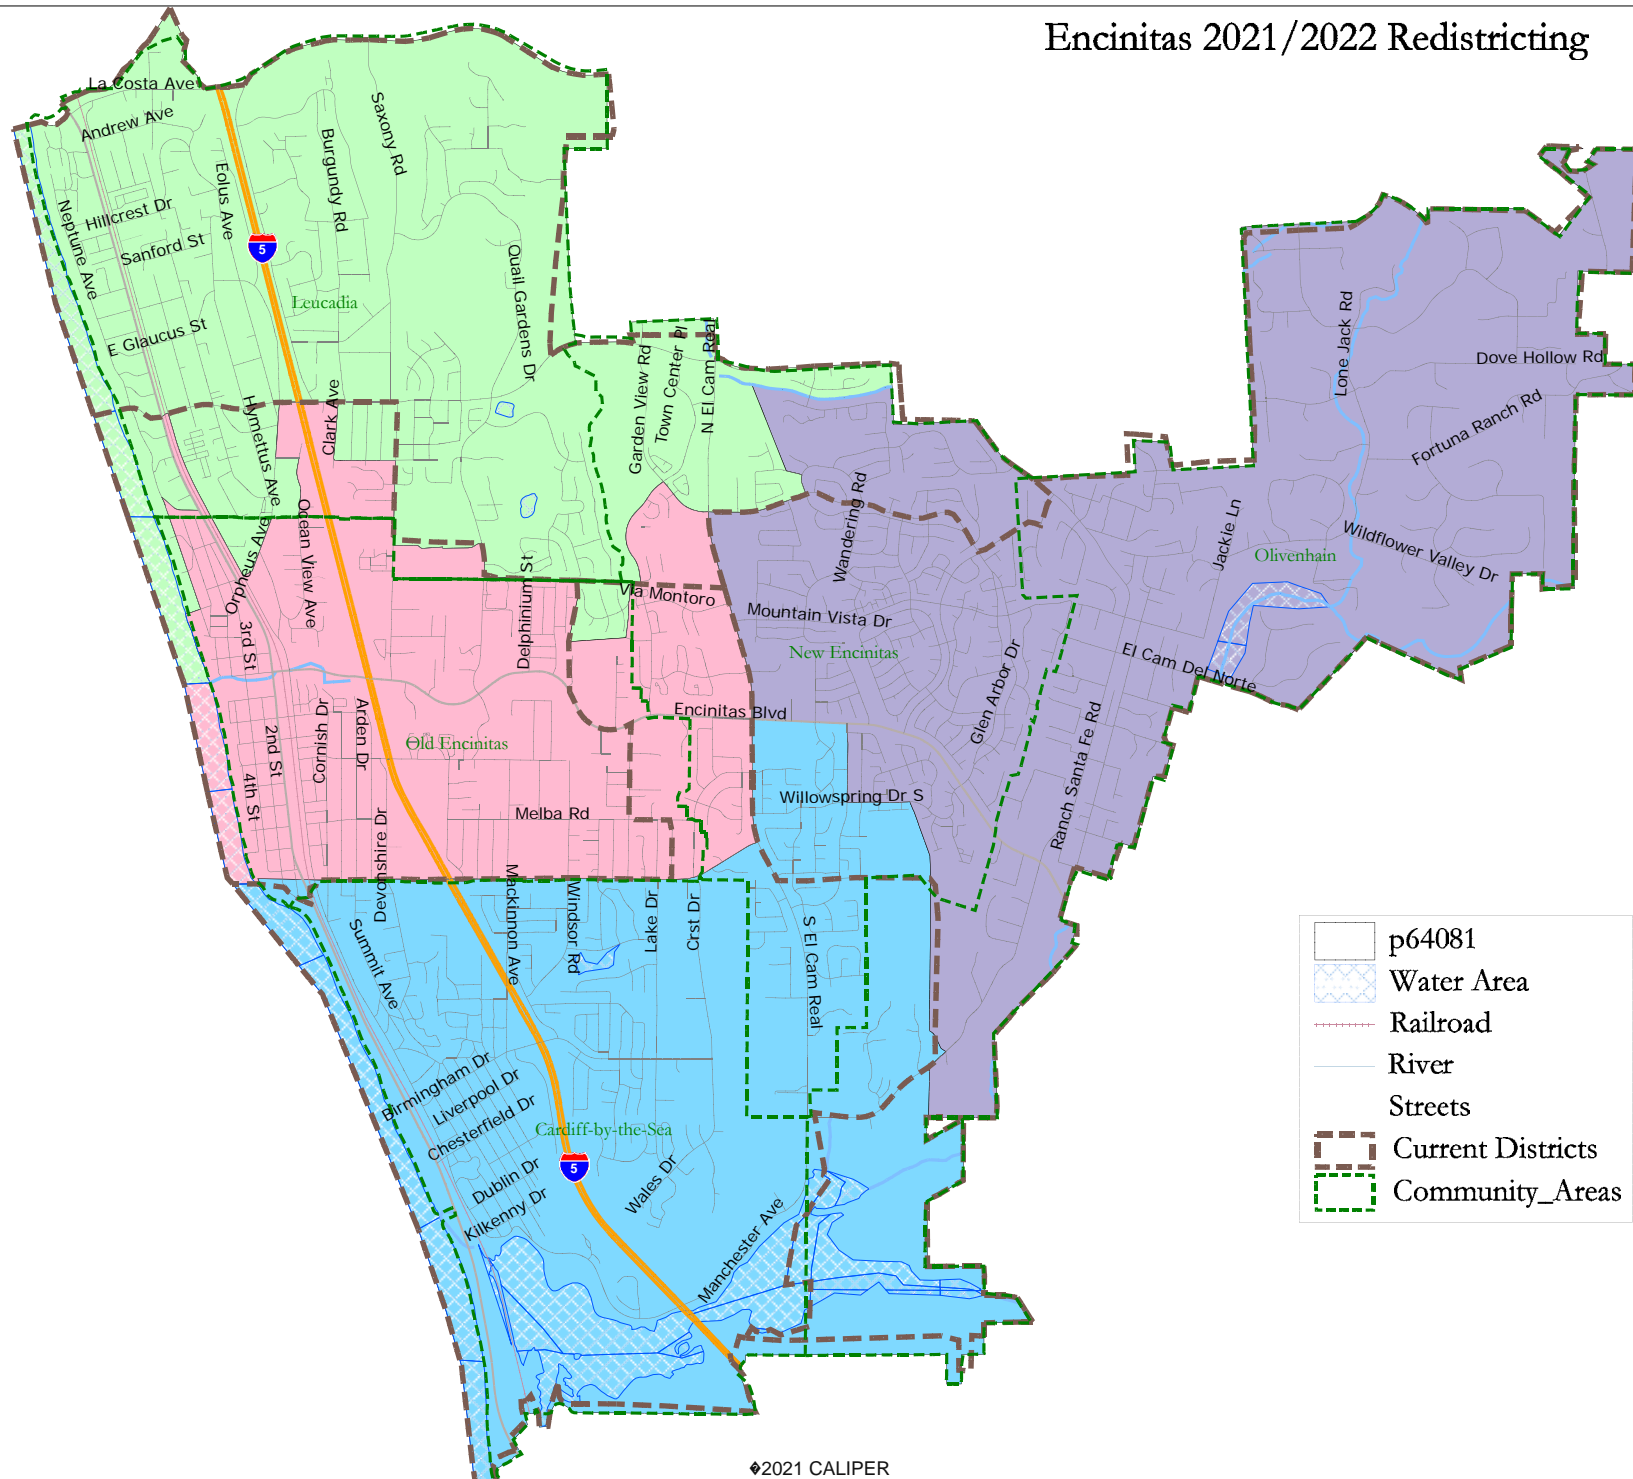 Encinitas 2021/2022 Redistricting
La Costa Ave
Andrew Ave
Saxony Rd
Burgundy Rd
Eolus Ave
Neptune Ave
Hillcrest Dr
Sanford St
5
Quail Gardens Dr
Leucadia
E Glaucus St
Garden View Rd
Town Center Pl
N El Cam Real
Lone Jack Rd
Dove Hollow Rd
Fortuna Ranch Rd
Clark Ave
Hymettus Ave
Ocean View Ave
Orpheus Ave
Wandering Rd
Jackie Ln
Wildflower Valley Dr
Olivenhain
Delphinium St
Via Montoro
Mountain Vista Dr
New Encinitas
El Cam Del Norte
Glen Arbor Dr
3rd St
2nd St
4th St
Cornish Dr
Arden Dr
Old Encinitas
Encinitas Blvd
Ranch Santa Fe Rd
Willowspring Dr S
Melba Rd
Devonshire Dr
Mackinnon Ave
Windsor Rd
Lake Dr
Crst Dr
S El Cam Real
Summit Ave
Birmingham Dr
Liverpool Dr
Chesterfield Dr
Cardiff-by-the-Sea
5
Dublin Dr
Kilkenny Dr
Wales Dr
Manchester Ave
p64081
Water Area
Railroad
River
Streets
Current Districts
Community_Areas
�2021 CALIPER